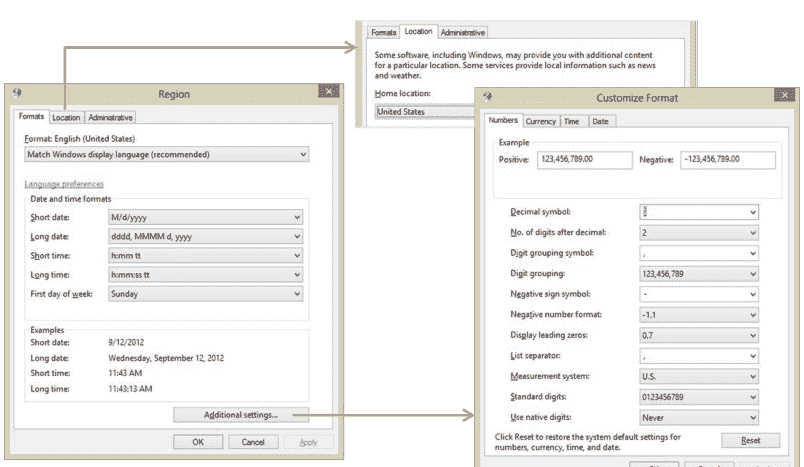 Formats Location Administrative
Some software, including Windows, may provide you with additional content
for a particular location. Some services provide local information such as news
and weather.
Home location:
United States
Region
Formats Location Administrative
Format: English (United States)
Match Windows display language (recommended)
Language preferences
Date and time formats
Short date: M/d/yyyy
Long date: dddd, MMMM d, yyyy
Short time: h:mm tt
Long time: h:mm:ss tt
First day of week: Sunday
Examples
Short date: 9/12/2012
Long date: Wednesday, September 12, 2012
Short time: 11:43 AM
Long time: 11:43:13 AM
Additional settings...
OK Cancel Apply
Customize Format
Numbers Currency Time Date
Example
Positive: 123,456,789.00 Negative: -123,456,789.00
Decimal symbol:
No. of digits after decimal: 2
Digit grouping symbol: ,
Digit grouping: 123,456,789
Negative sign symbol: -
Negative number format: -1.1
Display leading zeros: 0.7
List separator: ,
Measurement system: U.S.
Standard digits: 0123456789
Use native digits: Never
Click Reset to restore the system default settings for
numbers, currency, time, and date.
Reset